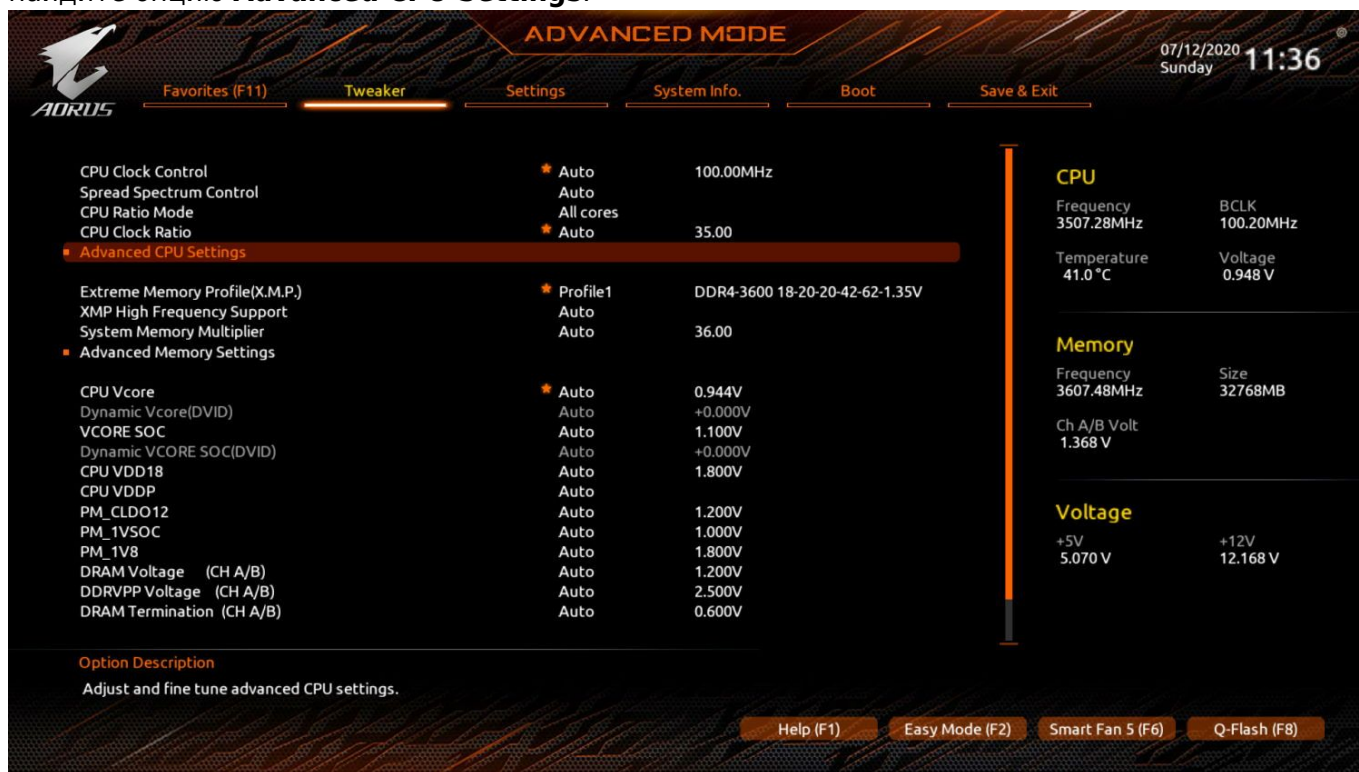 найдите опцию Advanced CPU Settings.
ADVANCED MODE
07/12/2020 Sunday 11:36
AORUS
Favorites (F11) Tweaker Settings System Info. Boot Save & Exit
CPU Clock Control Auto 100.00MHz
Spread Spectrum Control Auto
CPU Ratio Mode All cores
CPU Clock Ratio Auto 35.00
Advanced CPU Settings
Extreme Memory Profile(X.M.P.) Profile1 DDR4-3600 18-20-20-42-62-1.35V
XMP High Frequency Support Auto
System Memory Multiplier Auto 36.00
Advanced Memory Settings
CPU Vcore Auto 0.944V
Dynamic Vcore(DVID) Auto +0.000V
VCORE SOC Auto 1.100V
Dynamic VCORE SOC(DVID) Auto +0.000V
CPU VDD18 Auto 1.800V
CPU VDDP Auto
PM_CLDO12 Auto 1.200V
PM_1VSOC Auto 1.000V
PM_1V8 Auto 1.800V
DRAM Voltage (CH A/B) Auto 1.200V
DDRVPP Voltage (CH A/B) Auto 2.500V
DRAM Termination (CH A/B) Auto 0.600V
CPU
Frequency BCLK
3507.28MHz 100.20MHz
Temperature Voltage
41.0 °C 0.948 V
Memory
Frequency Size
3607.48MHz 32768MB
Ch A/B Volt
1.368 V
Voltage
+5V +12V
5.070 V 12.168 V
Option Description
Adjust and fine tune advanced CPU settings.
Help (F1) Easy Mode (F2) Smart Fan 5 (F6) Q-Flash (F8)